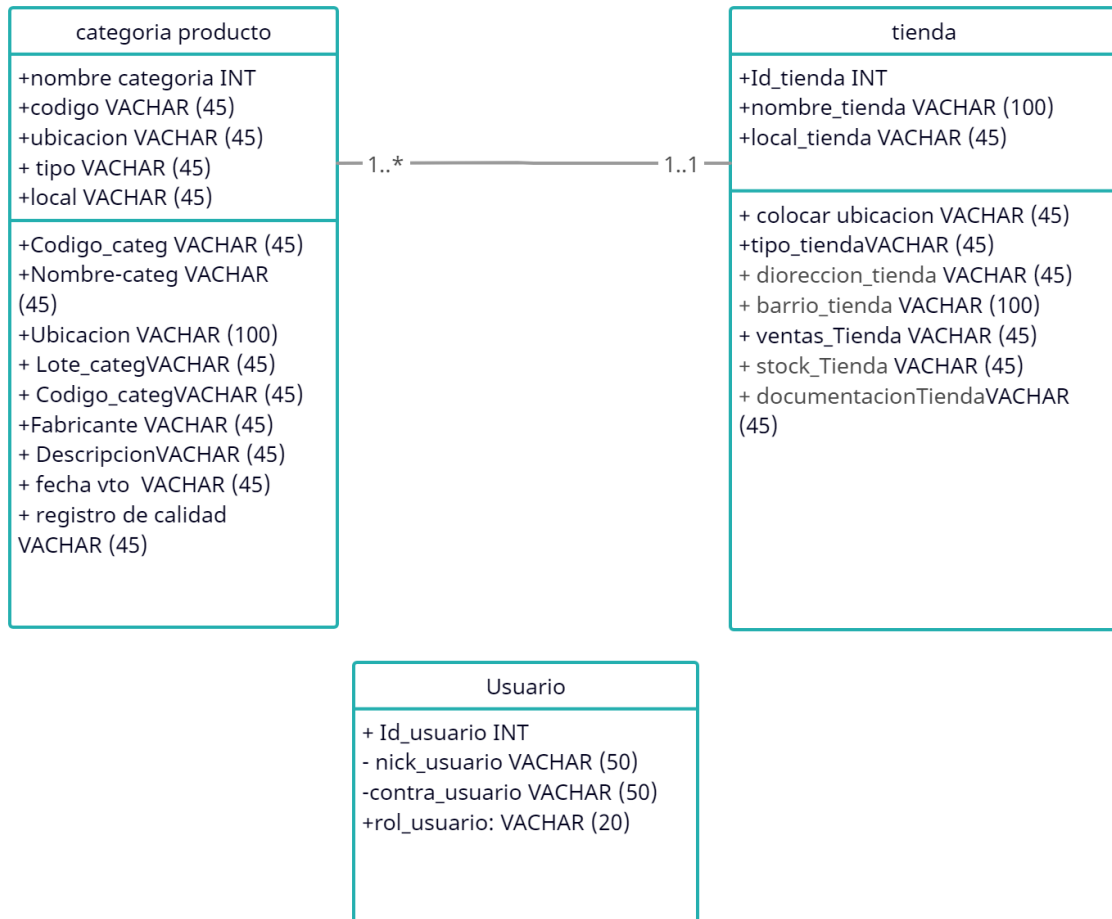 categoria producto
+nombre categoria INT
+codigo VACHAR (45)
+ubicacion VACHAR (45)
+ tipo VACHAR (45)
+local VACHAR (45)
+Codigo_categ VACHAR (45)
+Nombre-categ VACHAR
(45)
+Ubicacion VACHAR (100)
+ Lote_categVACHAR (45)
+ Codigo_categVACHAR (45)
+Fabricante VACHAR (45)
+ DescripcionVACHAR (45)
+ fecha vto  VACHAR (45)
+ registro de calidad
VACHAR (45)
1..*
1..1
tienda
+Id_tienda INT
+nombre_tienda VACHAR (100)
+local_tienda VACHAR (45)
+ colocar ubicacion VACHAR (45)
+tipo_tiendaVACHAR (45)
+ dioreccion_tienda VACHAR (45)
+ barrio_tienda VACHAR (100)
+ ventas_Tienda VACHAR (45)
+ stock_Tienda VACHAR (45)
+ documentacionTiendaVACHAR
(45)
Usuario
+ Id_usuario INT
- nick_usuario VACHAR (50)
-contra_usuario VACHAR (50)
+rol_usuario: VACHAR (20)